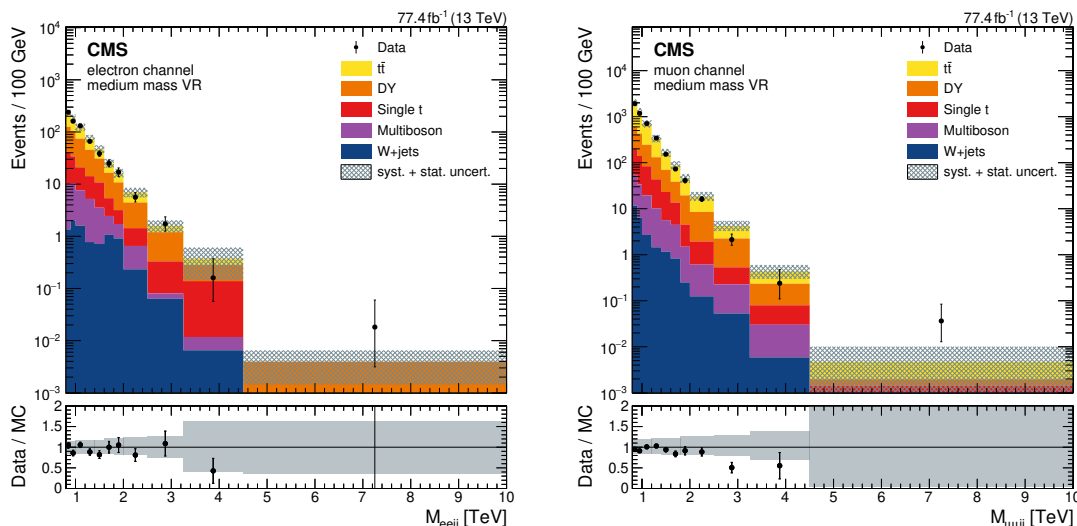 77.4 fb⁻¹ (13 TeV)
CMS
electron channel
medium mass VR
Data
tt̄
DY
Single t
Multiboson
W+jets
syst. + stat. uncert.
Events / 100 GeV
10⁴
10³
10²
10
1
10⁻¹
10⁻²
10⁻³
Data / MC
2
1.5
1
0.5
0
1 2 3 4 5 6 7 8 9 10
M_eejj [TeV]
77.4 fb⁻¹ (13 TeV)
CMS
muon channel
medium mass VR
Data
tt̄
DY
Single t
Multiboson
W+jets
syst. + stat. uncert.
Events / 100 GeV
10⁴
10³
10²
10
1
10⁻¹
10⁻²
10⁻³
Data / MC
2
1.5
1
0.5
0
1 2 3 4 5 6 7 8 9 10
M_μμjj [TeV]